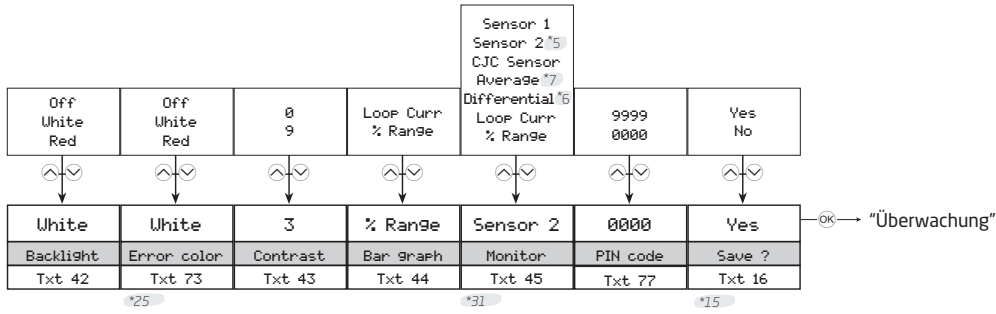 Sensor 1
Sensor 2 *5
CJC Sensor
Average *7
Differential *6
Loop Curr
% Range
Off
White
Red
Off
White
Red
0
9
Loop Curr
% Range
9999
0000
Yes
No
White
White
3
% Range
Sensor 2
0000
Yes
OK
"Überwachung"
Backlight
Error color
Contrast
Bar graph
Monitor
PIN code
Save ?
Txt 42
Txt 73
Txt 43
Txt 44
Txt 45
Txt 77
Txt 16
*25
*31
*15